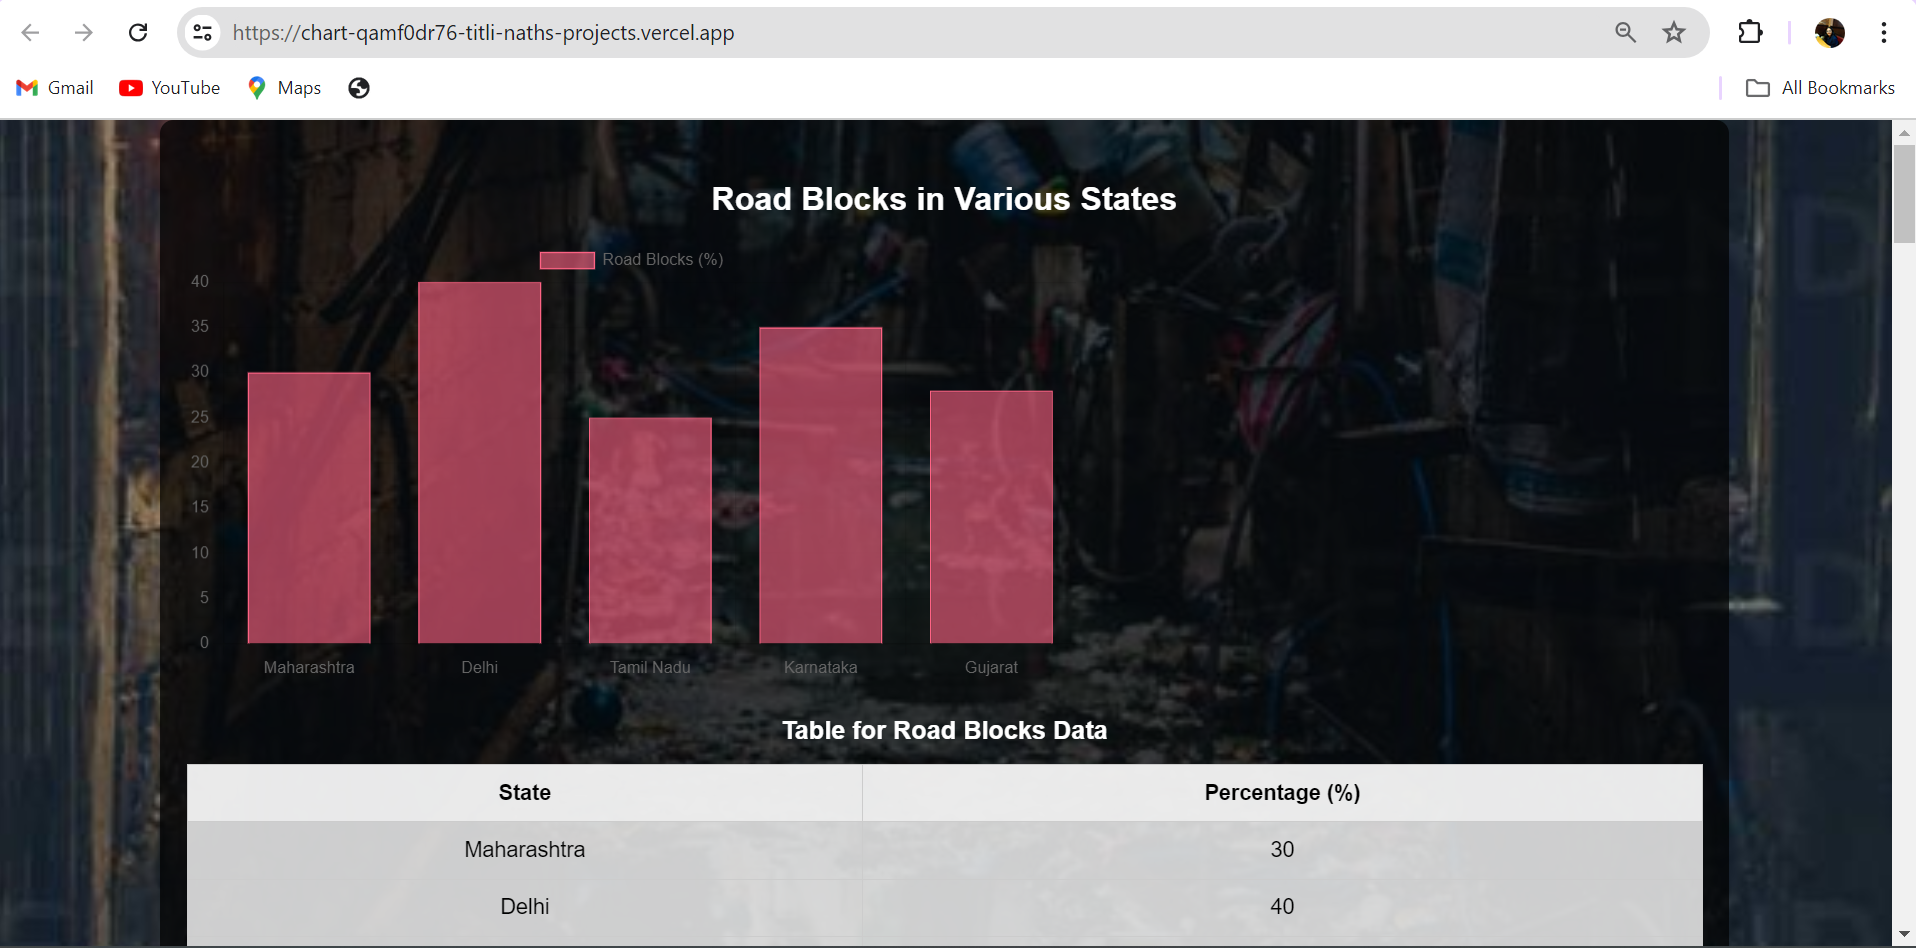 https://chart-qamf0dr76-titli-naths-projects.vercel.app
Gmail YouTube Maps All Bookmarks
Road Blocks in Various States
Road Blocks (%)
40
35
30
25
20
15
10
5
0
Maharashtra Delhi Tamil Nadu Karnataka Gujarat
Table for Road Blocks Data
State Percentage (%)
Maharashtra 30
Delhi 40